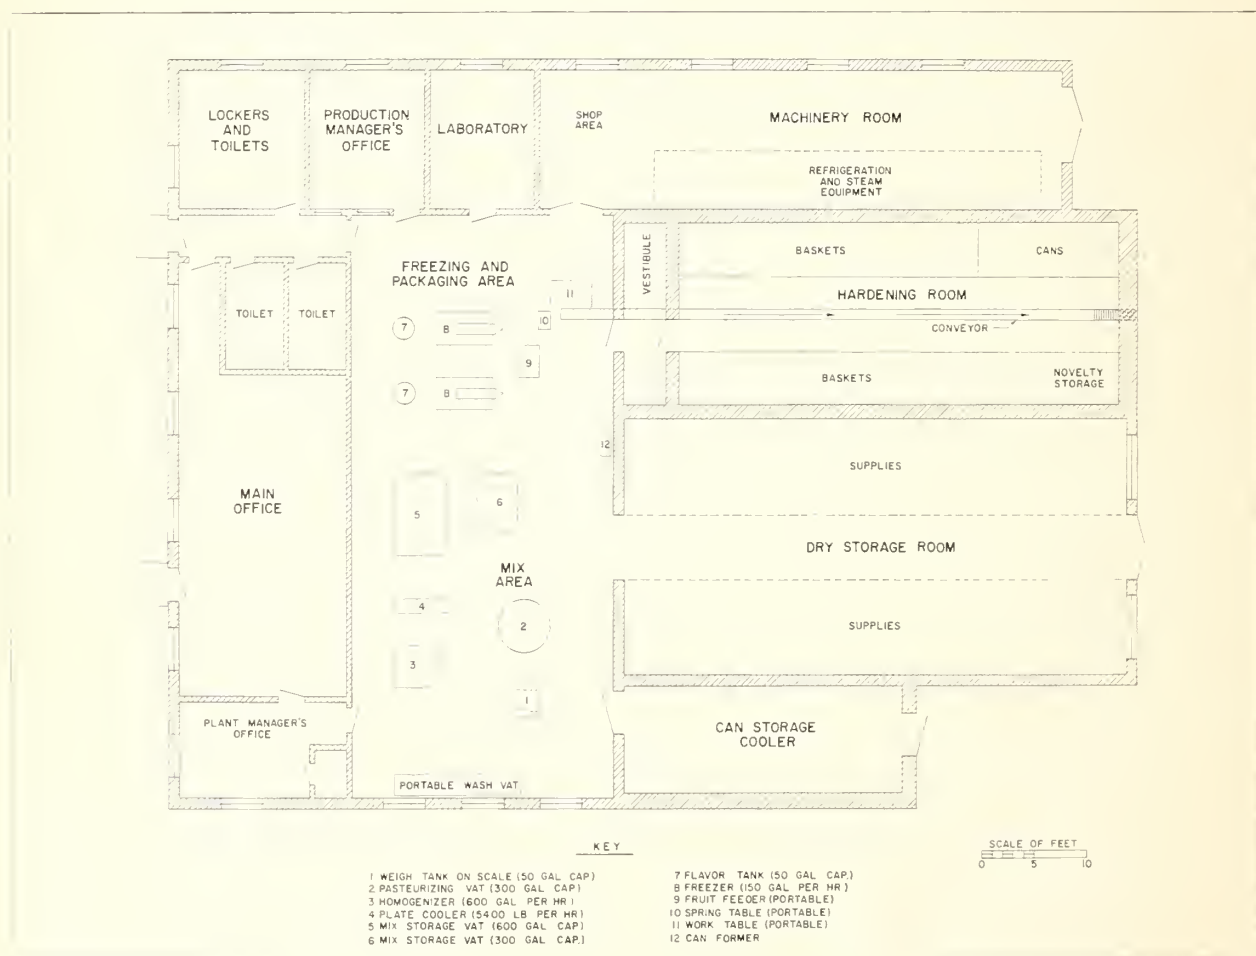 LOCKERS
AND
TOILETS
PRODUCTION
MANAGER'S
OFFICE
LABORATORY
SHOP
AREA
MACHINERY ROOM
REFRIGERATION
AND STEAM
EQUIPMENT
VESTIBULE
BASKETS
CANS
HARDENING ROOM
CONVEYOR
BASKETS
NOVELTY
STORAGE
FREEZING AND
PACKAGING AREA
11
10
7
8
9
7
8
12
TOILET
TOILET
MAIN
OFFICE
5
6
MIX
AREA
4
2
3
1
SUPPLIES
DRY STORAGE ROOM
SUPPLIES
PLANT MANAGER'S
OFFICE
CAN STORAGE
COOLER
PORTABLE WASH VAT
KEY
1 WEIGH TANK ON SCALE (50 GAL CAP)
2 PASTEURIZING VAT (300 GAL CAP)
3 HOMOGENIZER (600 GAL PER HR)
4 PLATE COOLER (5400 LB PER HR)
5 MIX STORAGE VAT (600 GAL CAP)
6 MIX STORAGE VAT (300 GAL CAP.)
7 FLAVOR TANK (50 GAL CAP.)
8 FREEZER (150 GAL PER HR)
9 FRUIT FEEDER (PORTABLE)
10 SPRING TABLE (PORTABLE)
11 WORK TABLE (PORTABLE)
12 CAN FORMER
SCALE OF FEET
0 5 10